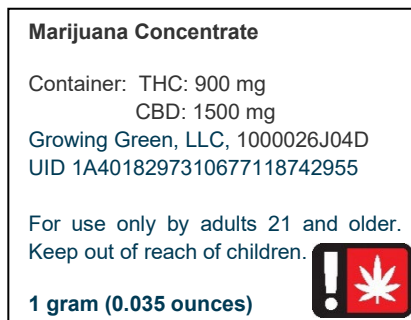 Marijuana Concentrate
Container: THC: 900 mg
CBD: 1500 mg
Growing Green, LLC, 1000026J04D
UID 1A4018297310677118742955
For use only by adults 21 and older.
Keep out of reach of children.
!
1 gram (0.035 ounces)